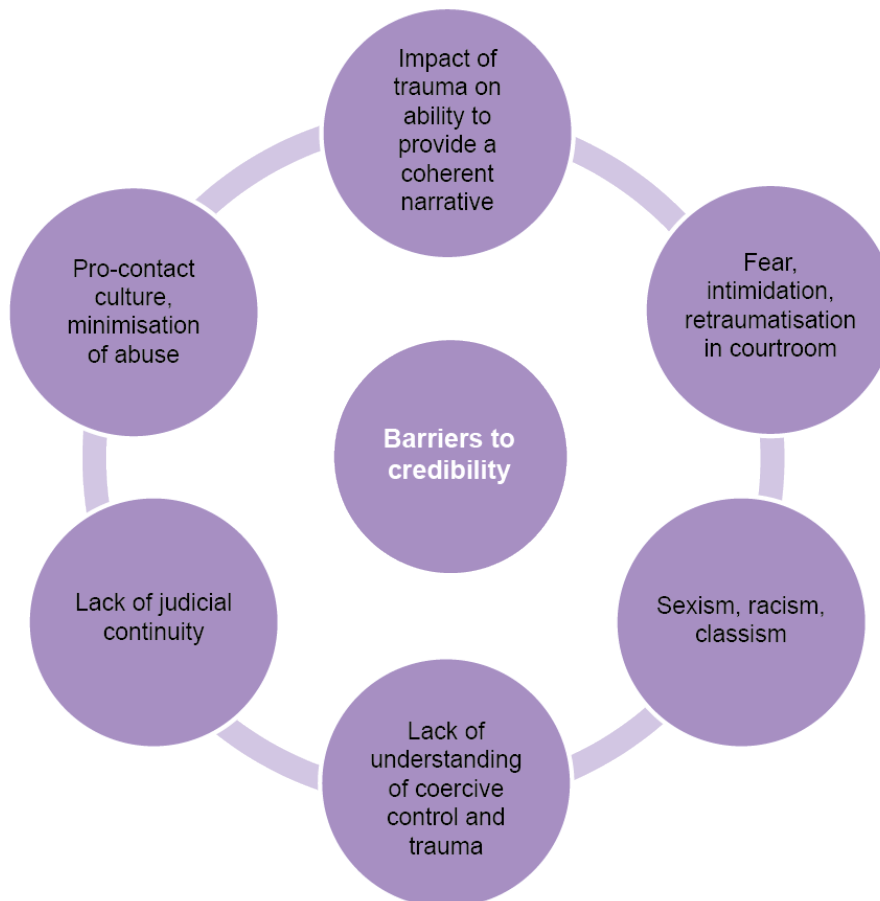 Impact of
trauma on
ability to
provide a
coherent
narrative
Fear,
intimidation,
retraumatisation
in courtroom
Sexism, racism,
classism
Lack of
understanding
of coercive
control and
trauma
Lack of judicial
continuity
Pro-contact
culture,
minimisation
of abuse
Barriers to
credibility